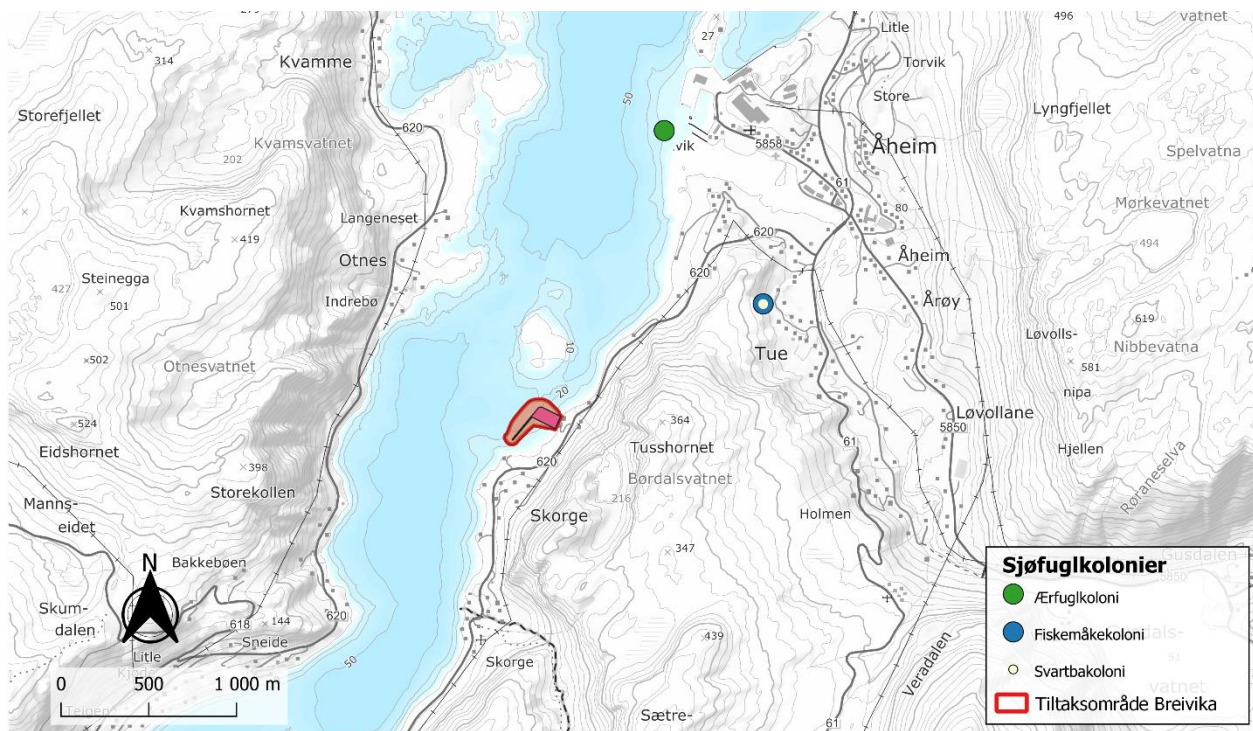 279
Kvamme
314
Storefjellet
620
202
Kvamsvatnet
Kvamshornet
419
Langeneset
Otnes
Steinegga
427
501
Indrebø
502
Otnesvatnet
524
Eidshornet
398
Storekollen
Manns-
eidet
Bakkebøen
Skum-
dalen
618
144
620
Sneide
Litle
N
0 500 1 000 m
27
50
Litle
Torvik
Store
5858
Åheim
61
80
620
620
Åheim
Årøy
Tue
10
20
620
Skorge
364
Tusshornet
Børdalsvatnet
216
347
Løvollane
5850
61
Holmen
439
50
Skorge
Sætre-
61
Veradalen
496
vatnet
Lyngfjellet
Spelvatna
Mørkevatnet
494
619
Løvolls-
nipa
Nibbevatna
581
Hjellen
Røraneselva
Gusdalen
Sjøfuglkolonier
Ærfuglkoloni
Fiskemåkekoloni
Svartbakoloni
Tiltaksområde Breivika